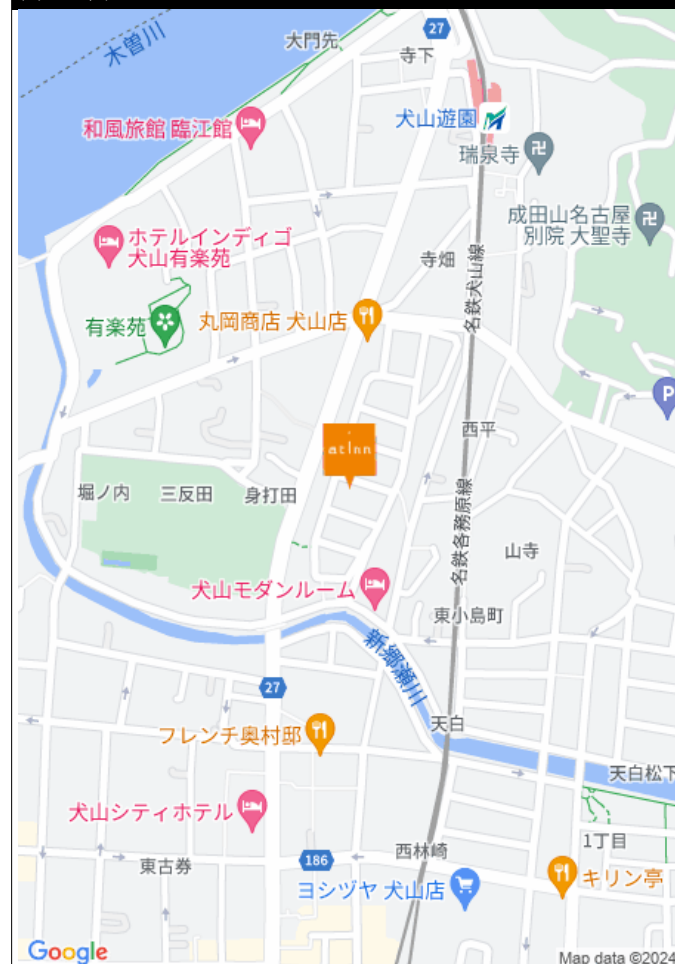 木曽川
大門先
27
寺下
和風旅館 臨江館
犬山遊園
瑞泉寺
成田山名古屋
別院 大聖寺
ホテルインディゴ
犬山有楽苑
寺畑
名鉄犬山線
有楽苑
丸岡商店 犬山店
P
西平
atinn
堀ノ内
三反田
身打田
名鉄各務原線
山寺
犬山モダンルーム
東小島町
新郷瀬川
27
天白
フレンチ奥村邸
天白松下
犬山シティホテル
1丁目
186
西林崎
東古券
ヨシヅヤ 犬山店
キリン亭
Google
Map data ©2024